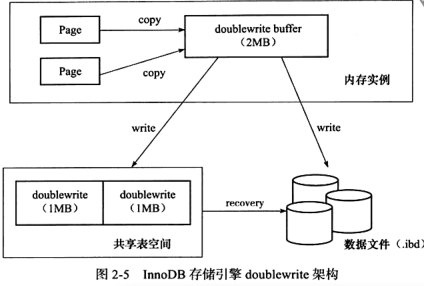 Page
copy
doublewrite buffer
（2MB）
Page
copy
内存实例
write
write
doublewrite
（1MB）
doublewrite
（1MB）
recovery
共享表空间
数据文件（.ibd）
图 2-5 InnoDB 存储引擎 doublewrite 架构